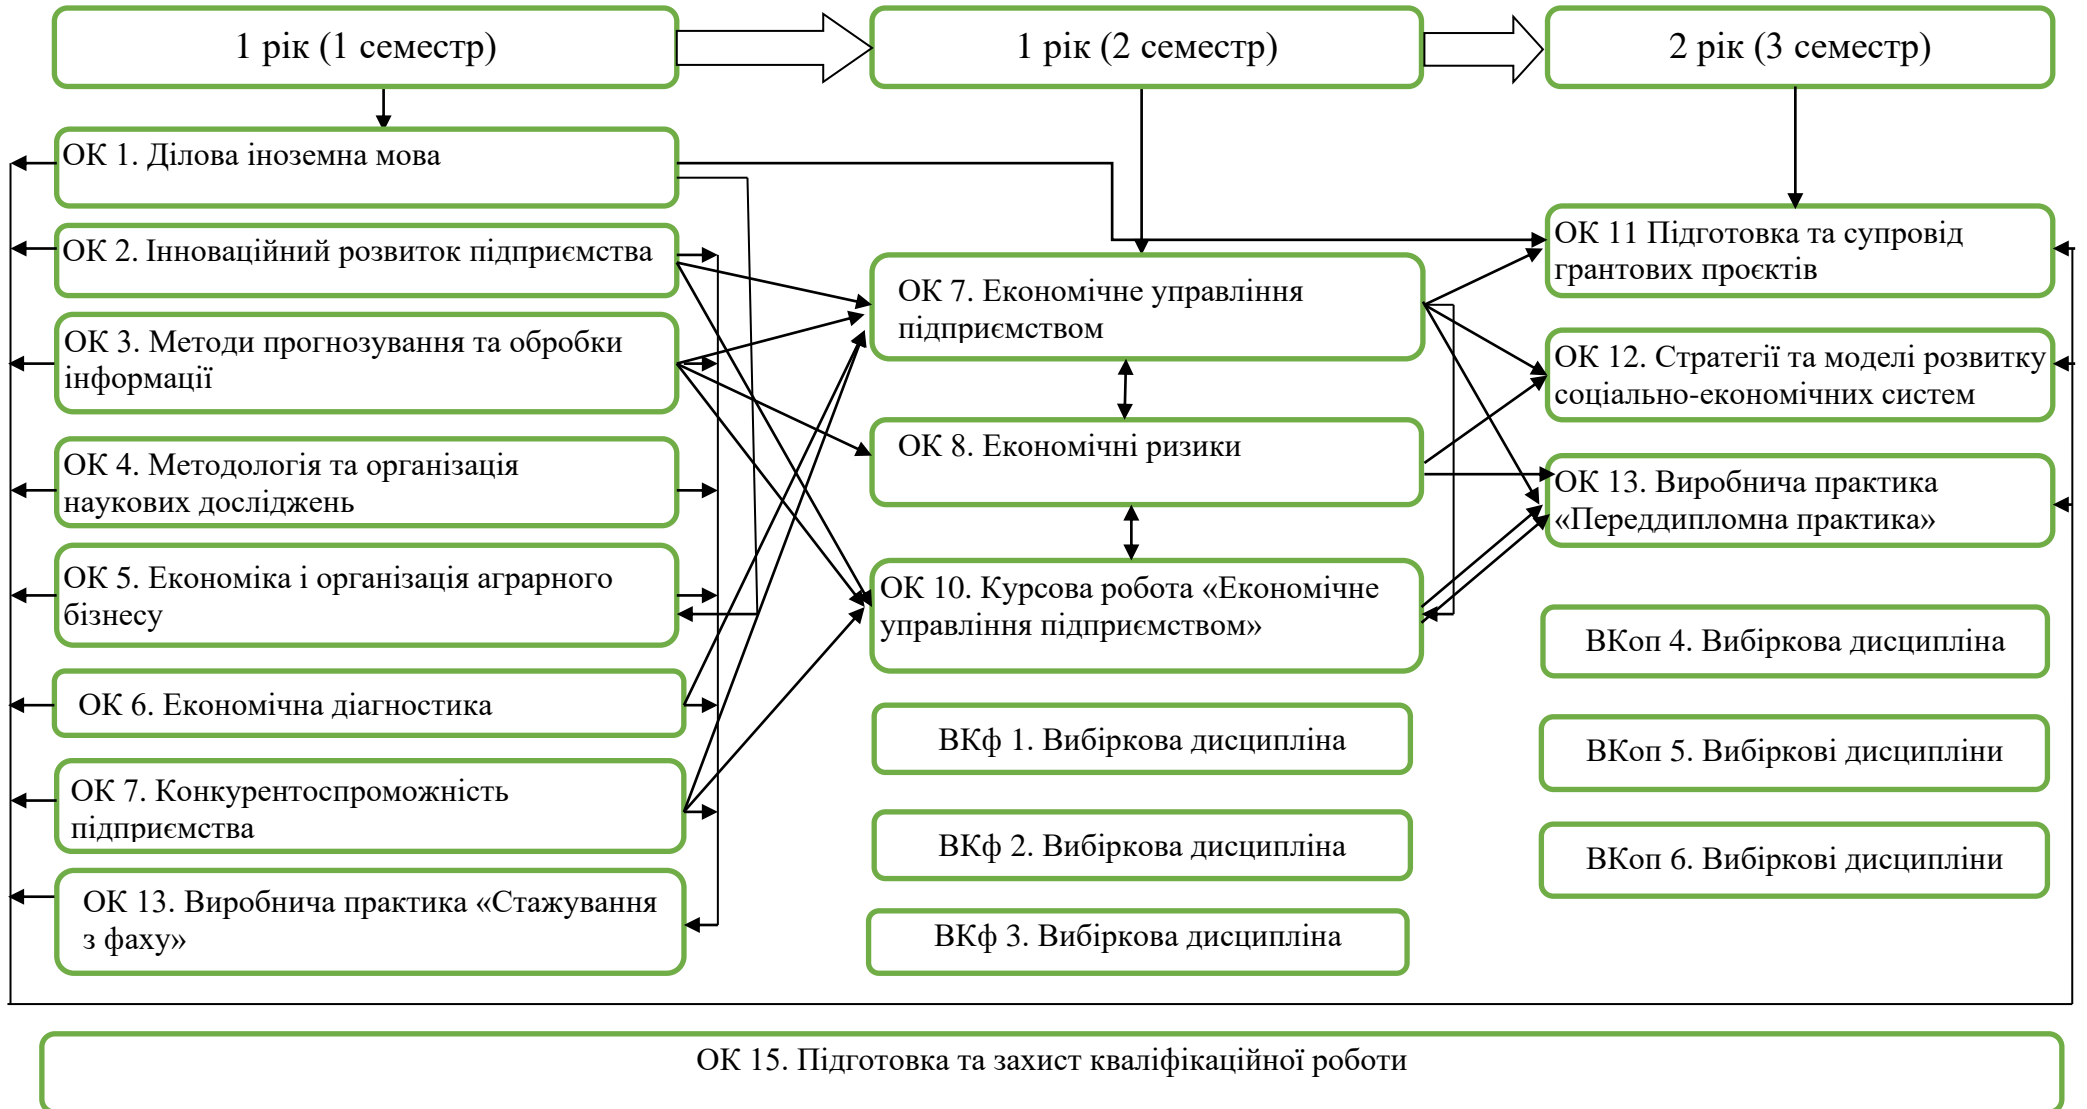 1 рік (1 семестр)
1 рік (2 семестр)
2 рік (3 семестр)
ОК 1. Ділова іноземна мова
ОК 2. Інноваційний розвиток підприємства
ОК 3. Методи прогнозування та обробки
інформації
ОК 4. Методологія та організація
наукових досліджень
ОК 5. Економіка і організація аграрного
бізнесу
ОК 6. Економічна діагностика
ОК 7. Конкурентоспроможність
підприємства
ОК 13. Виробнича практика «Стажування
з фаху»
ОК 7. Економічне управління
підприємством
ОК 8. Економічні ризики
ОК 10. Курсова робота «Економічне
управління підприємством»
ВКф 1. Вибіркова дисципліна
ВКф 2. Вибіркова дисципліна
ВКф 3. Вибіркова дисципліна
ОК 11 Підготовка та супровід
грантових проєктів
ОК 12. Стратегії та моделі розвитку
соціально-економічних систем
ОК 13. Виробнича практика
«Переддипломна практика»
ВКоп 4. Вибіркова дисципліна
ВКоп 5. Вибіркові дисципліни
ВКоп 6. Вибіркові дисципліни
ОК 15. Підготовка та захист кваліфікаційної роботи